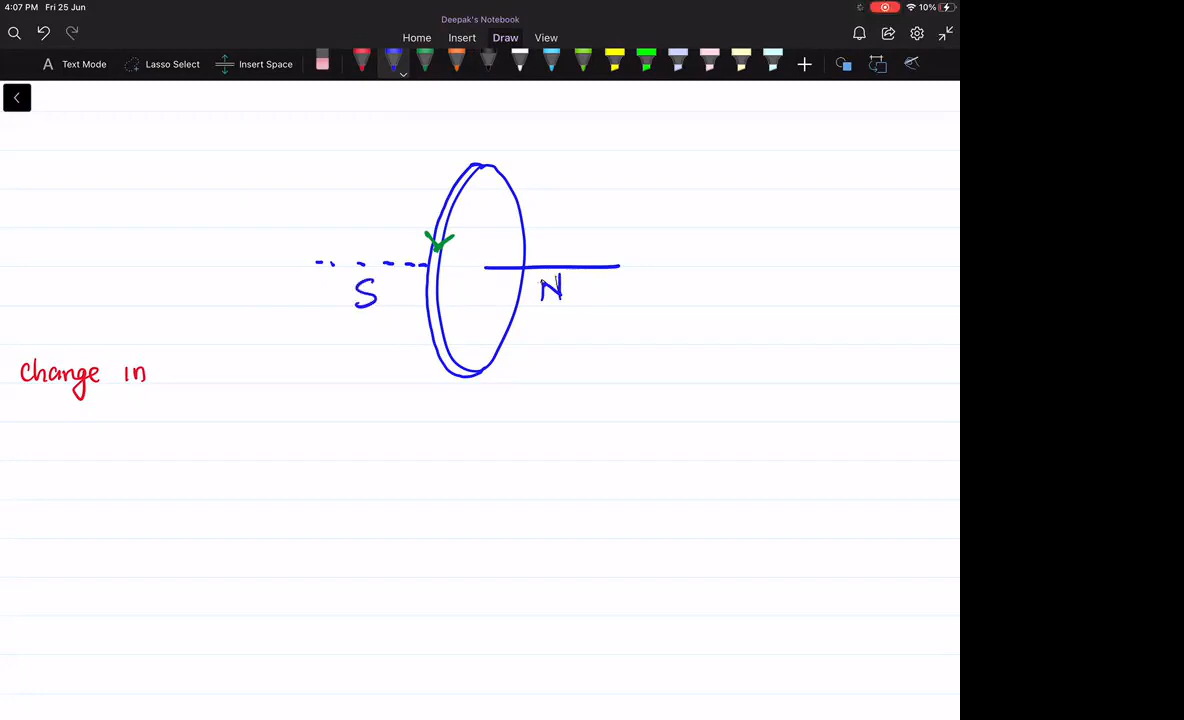 4:07 PM Fri 25 Jun
10%
Deepak's Notebook
Home Insert Draw View
Text Mode Lasso Select Insert Space
S N
Change in